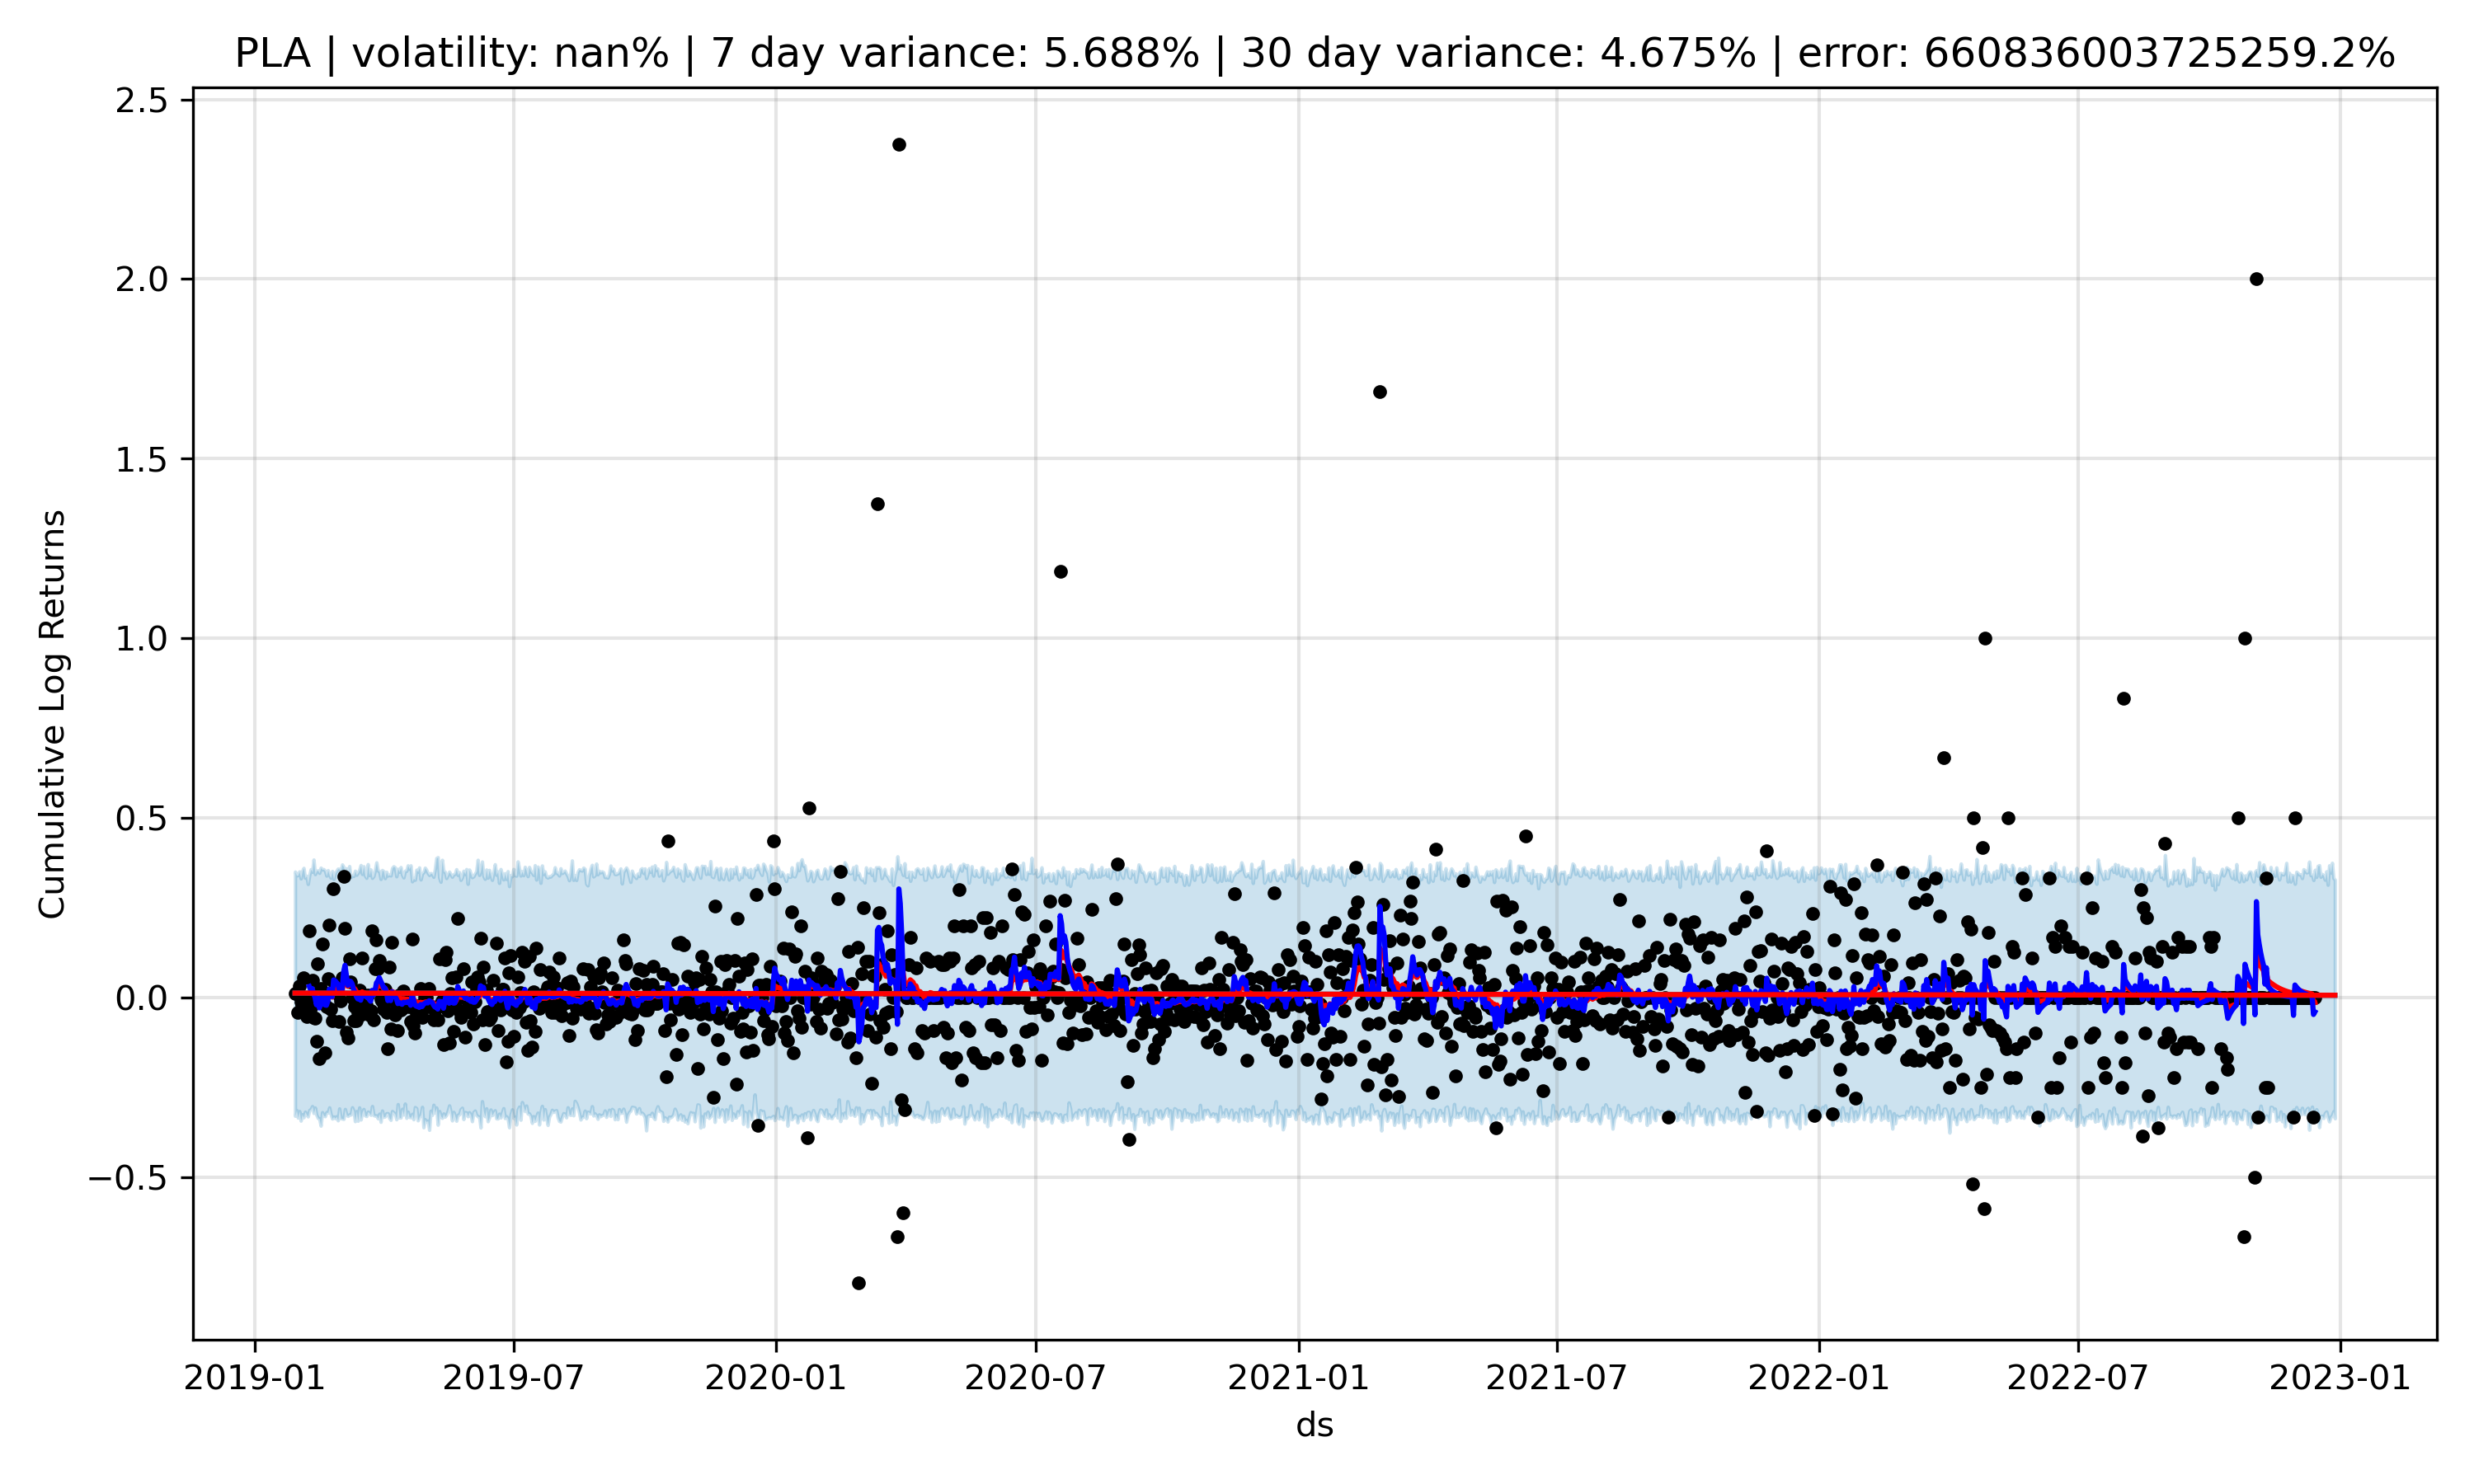 PLA | volatility: nan% | 7 day variance: 5.688% | 30 day variance: 4.675% | error: 660836003725259.2%
2.5
2.0
1.5
1.0
0.5
0.0
−0.5
Cumulative Log Returns
2019-01 2019-07 2020-01 2020-07 2021-01 2021-07 2022-01 2022-07 2023-01
ds